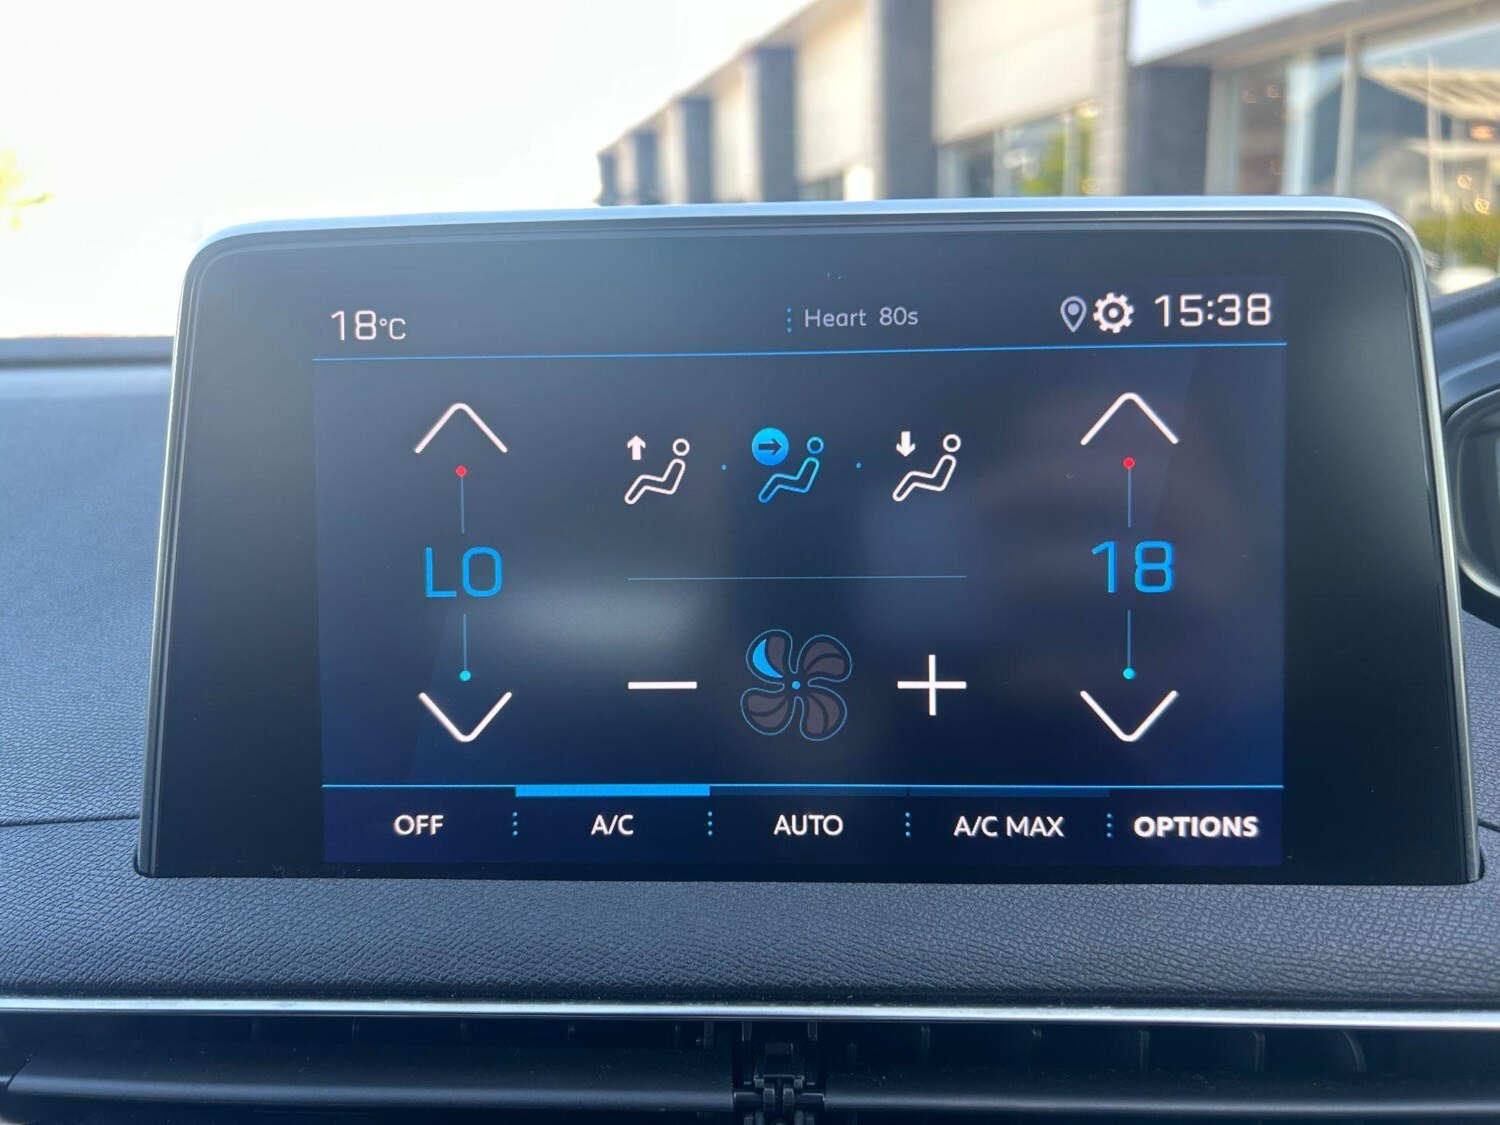 18°C
Heart 80s
15:38
LO
18
OFF
A/C
AUTO
A/C MAX
OPTIONS